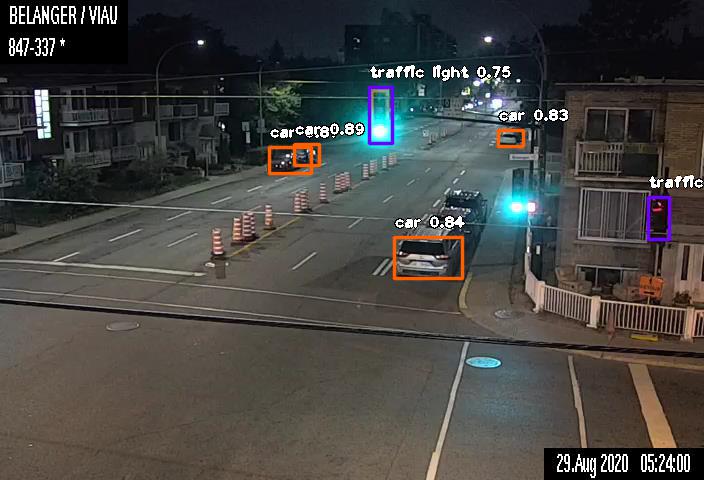 BELANGER / VIAU
847-337 *
traffic light 0.75
car 0.83
car 0.89
traffic
car 0.84
29.Aug 2020 05:24:00